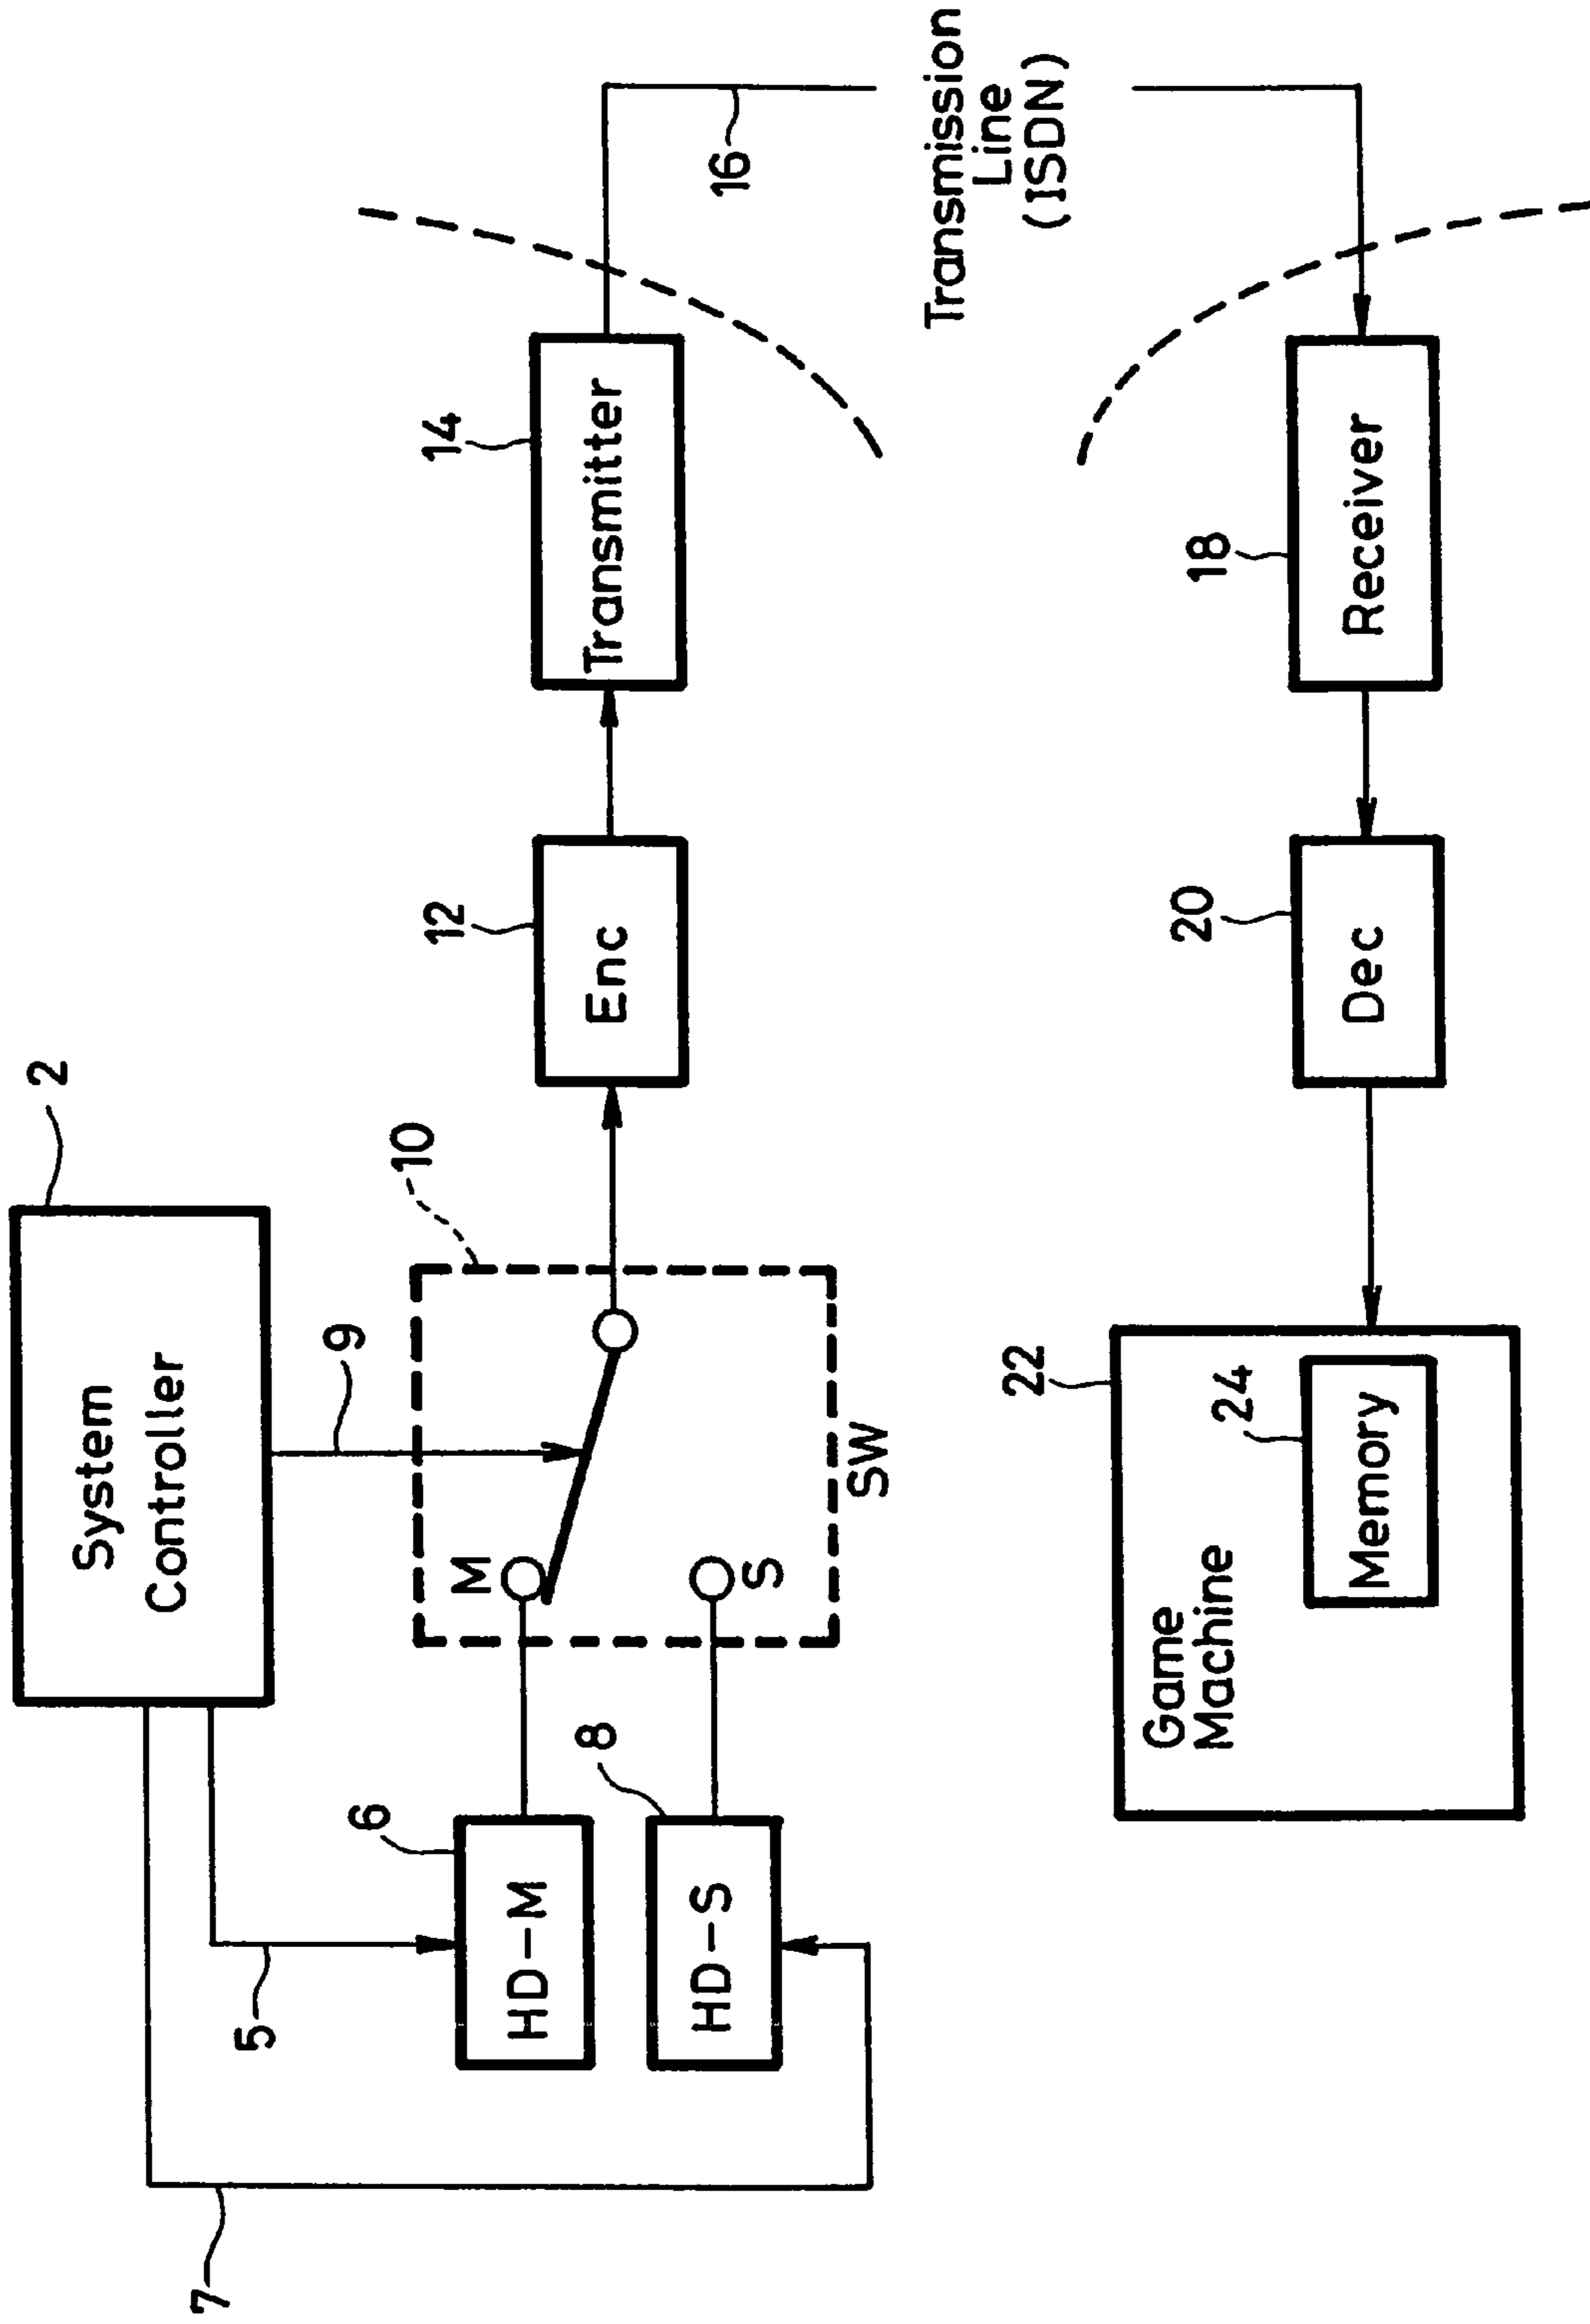 2
System
Controller
9
5
7
6
HD-M
8
HD-S
M
S
SW
10
12
Enc
14
Transmitter
16
Transmission
Line
(ISDN)
18
Receiver
20
Dec
22
Game
Machine
24
Memory